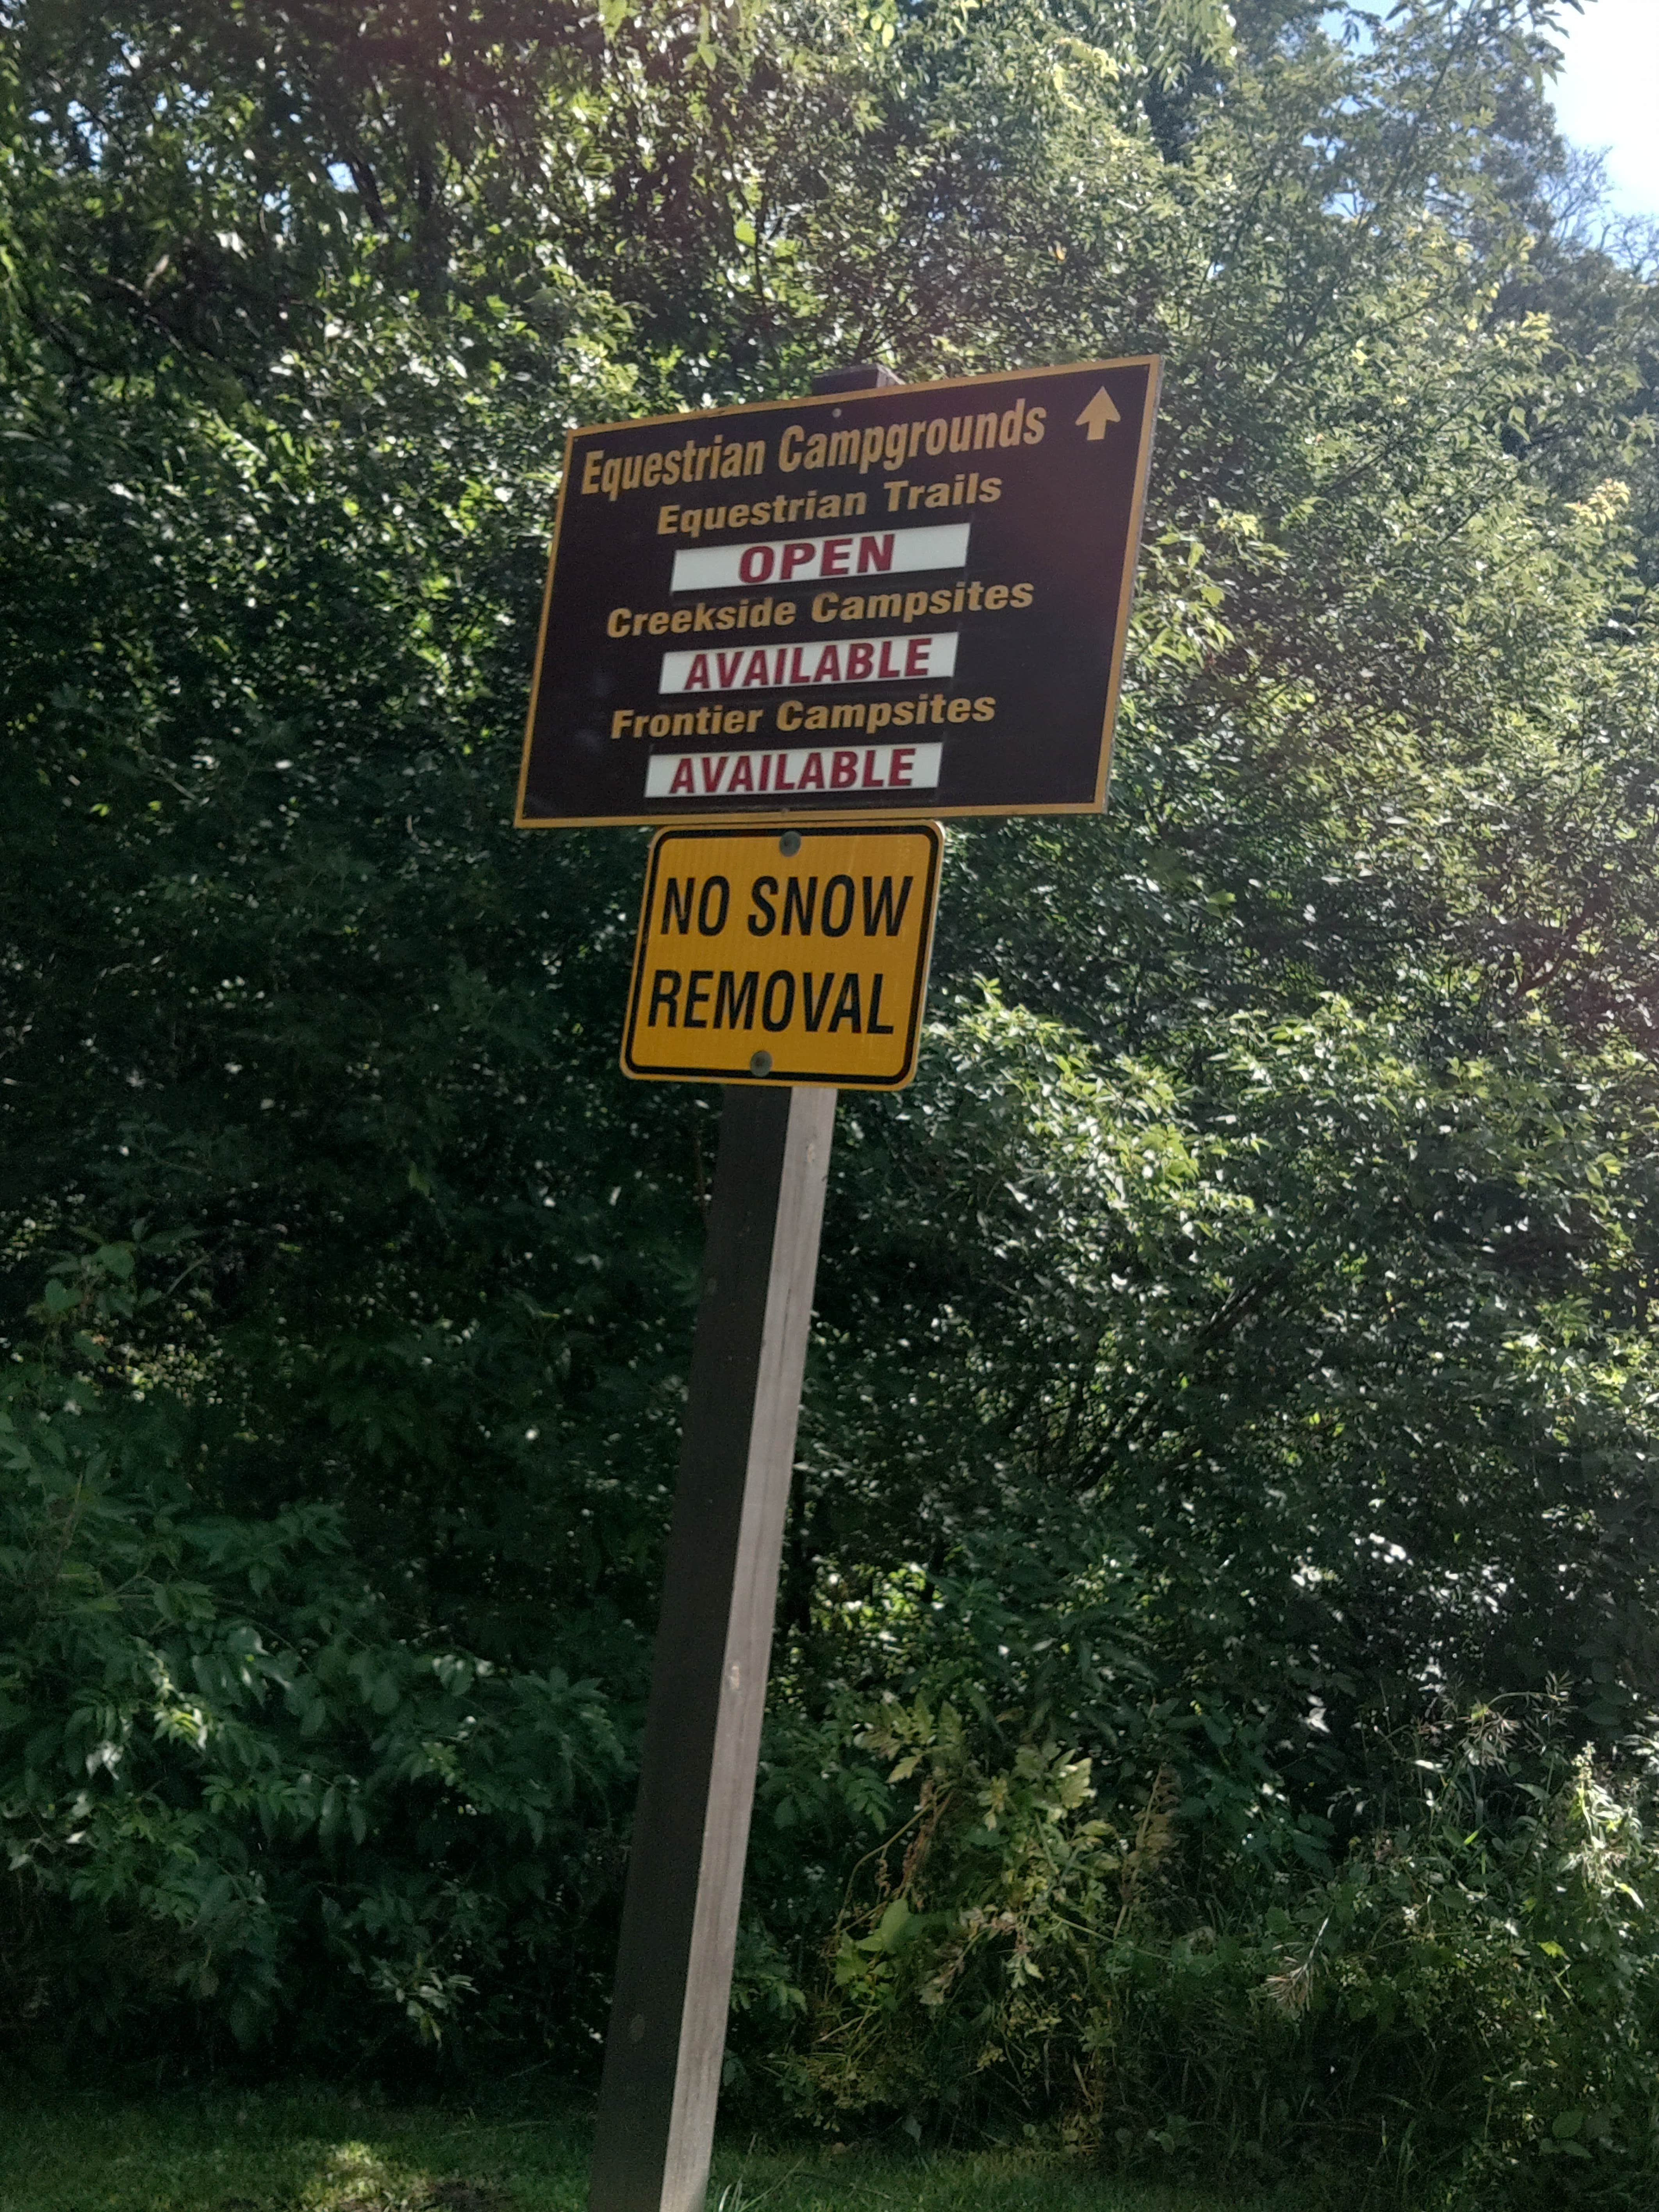 Equestrian Campgrounds
Equestrian Trails
OPEN
Creekside Campsites
AVAILABLE
Frontier Campsites
AVAILABLE
NO SNOW
REMOVAL